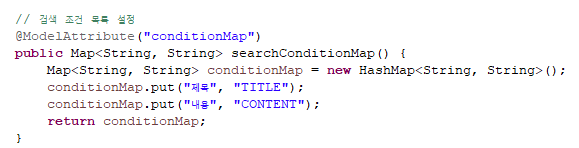 // 검색 조건 목록 설정
@ModelAttribute("conditionMap")
public Map<String, String> searchConditionMap() {
    Map<String, String> conditionMap = new HashMap<String, String>();
    conditionMap.put("제목", "TITLE");
    conditionMap.put("내용", "CONTENT");
    return conditionMap;
}